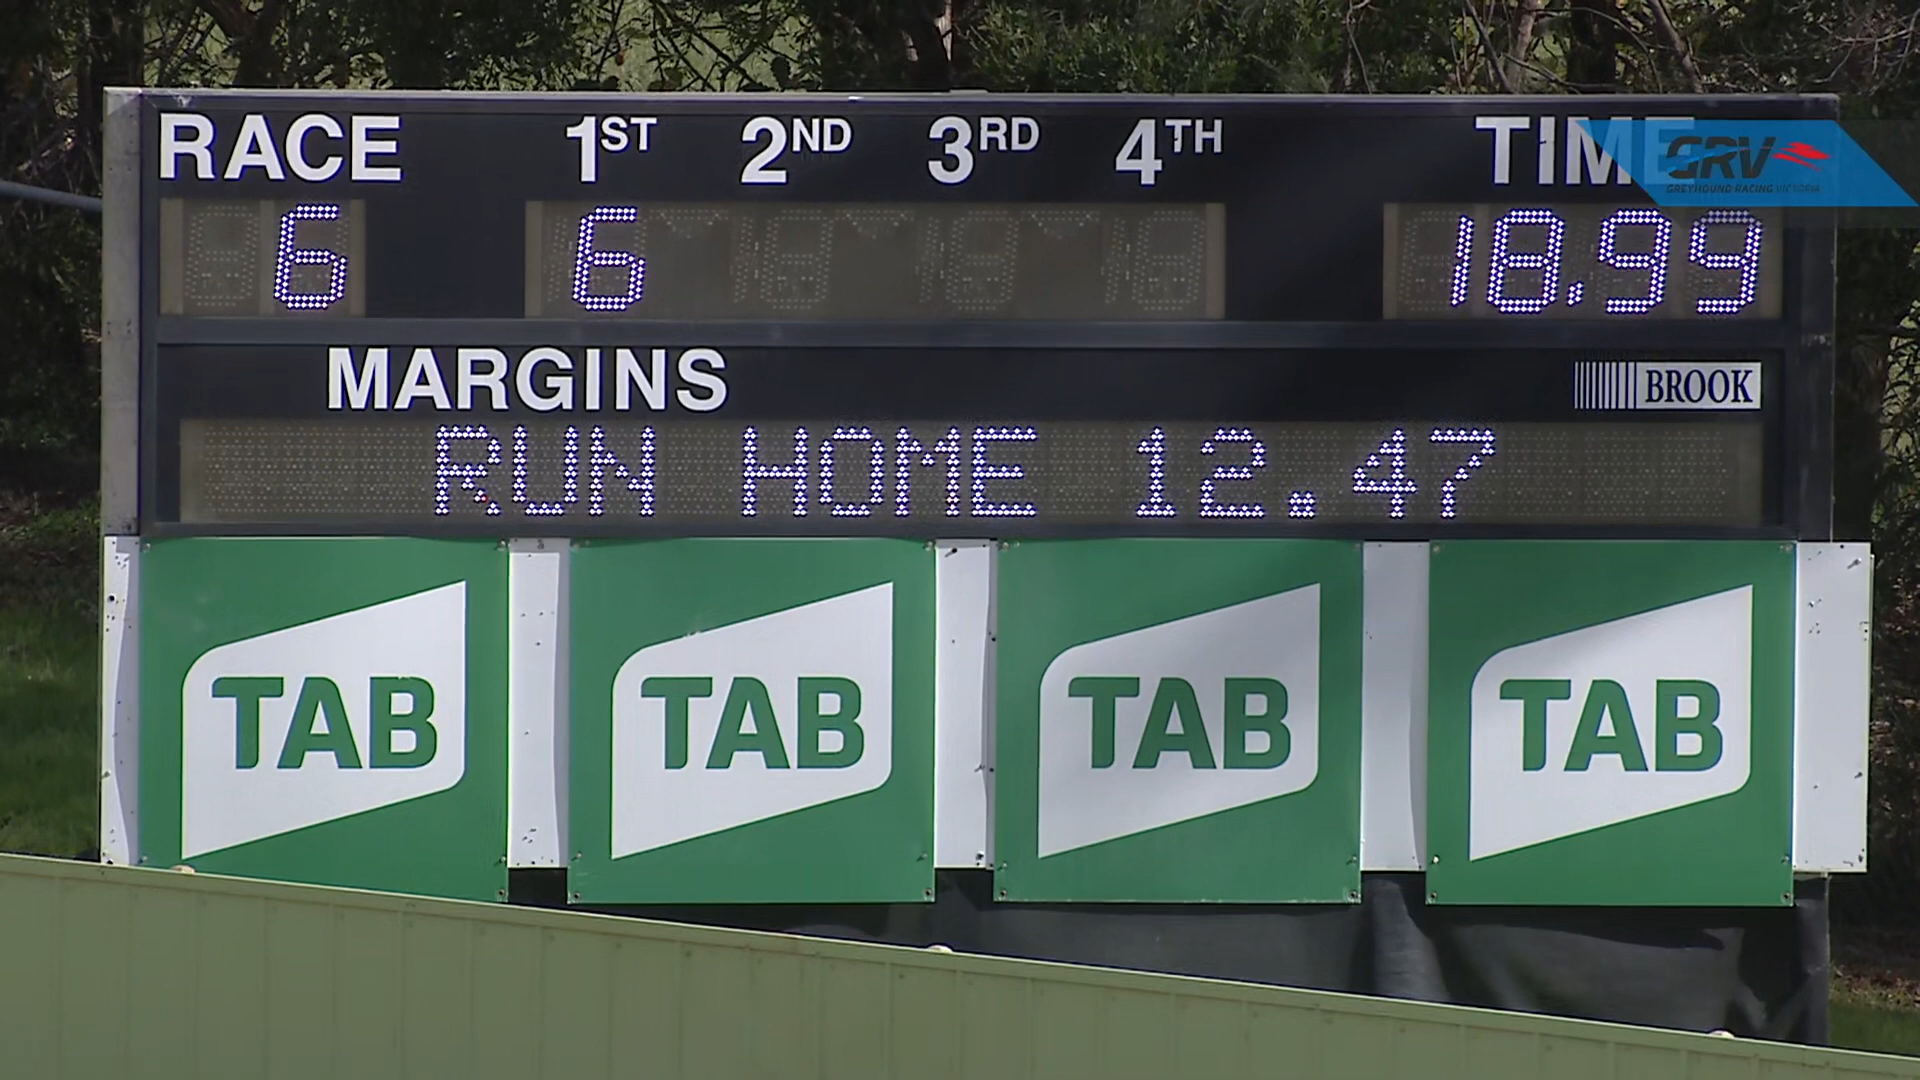 RACE 1ST 2ND 3RD 4TH TIME
GRV
GREYHOUND RACING VICTORIA
6 6 18.99
MARGINS
BROOK
RUN HOME 12.47
TAB TAB TAB TAB